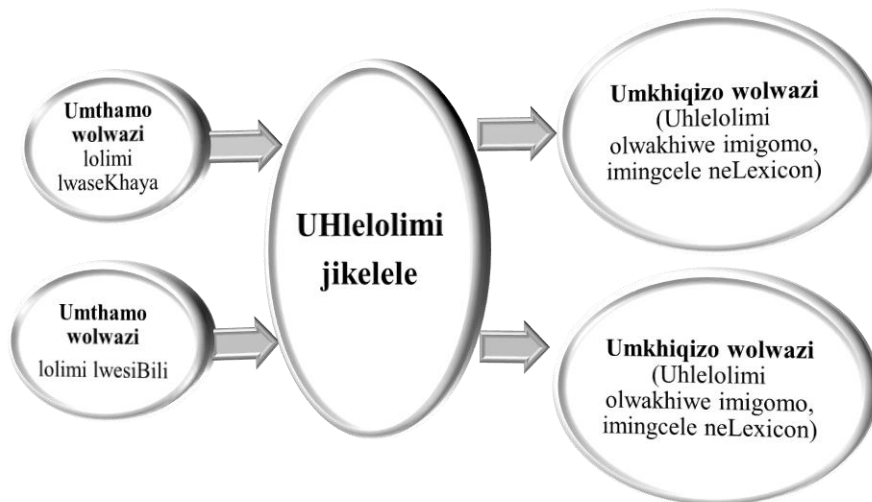 Umthamo
wolwazi
lolimi
lwaseKhaya
Umkhiqizo wolwazi
(Uhlelolimi
olwakhiwe imigomo,
imingcele neLexicon)
UHlelolimi
jikelele
Umthamo
wolwazi
lolimi lwesiBili
Umkhiqizo wolwazi
(Uhlelolimi
olwakhiwe imigomo,
imingcele neLexicon)